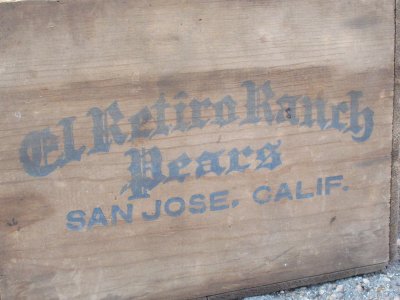 El Retiro Ranch
Pears
SAN JOSE, CALIF.